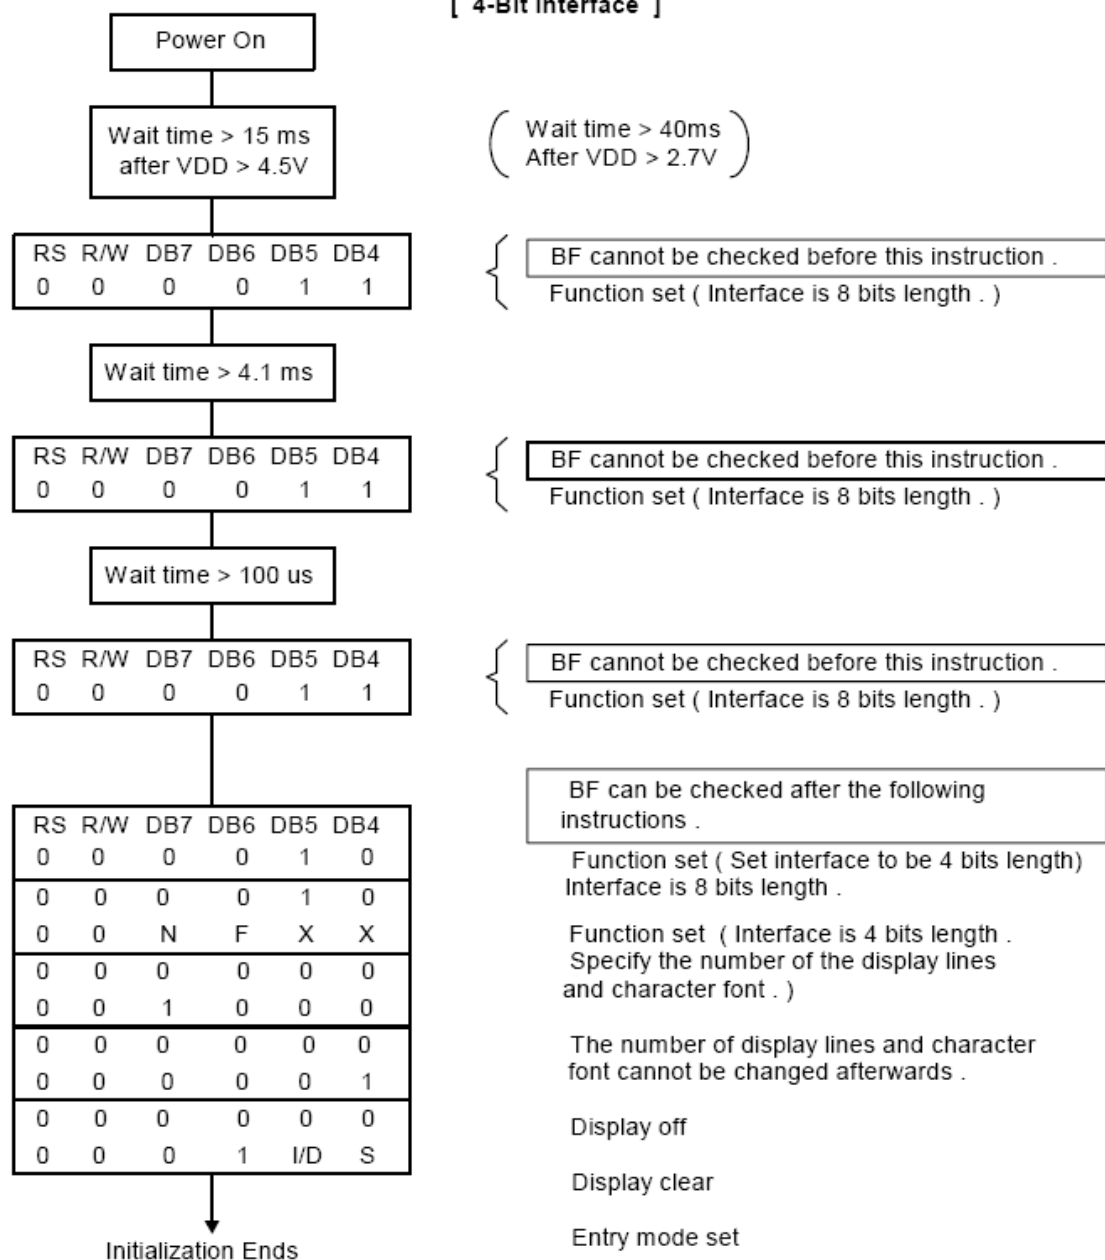 [ 4-Bit Interface ]
Power On
Wait time > 15 ms
after VDD > 4.5V
Wait time > 40ms
After VDD > 2.7V
RS R/W DB7 DB6 DB5 DB4
0 0 0 0 1 1
BF cannot be checked before this instruction .
Function set ( Interface is 8 bits length . )
Wait time > 4.1 ms
RS R/W DB7 DB6 DB5 DB4
0 0 0 0 1 1
BF cannot be checked before this instruction .
Function set ( Interface is 8 bits length . )
Wait time > 100 us
RS R/W DB7 DB6 DB5 DB4
0 0 0 0 1 1
BF cannot be checked before this instruction .
Function set ( Interface is 8 bits length . )
RS R/W DB7 DB6 DB5 DB4
0 0 0 0 1 0
0 0 0 0 1 0
0 0 N F X X
0 0 0 0 0 0
0 0 1 0 0 0
0 0 0 0 0 0
0 0 0 0 0 1
0 0 0 0 0 0
0 0 0 1 I/D S
BF can be checked after the following
instructions .
Function set ( Set interface to be 4 bits length)
Interface is 8 bits length .
Function set ( Interface is 4 bits length .
Specify the number of the display lines
and character font . )
The number of display lines and character
font cannot be changed afterwards .
Display off
Display clear
Entry mode set
Initialization Ends